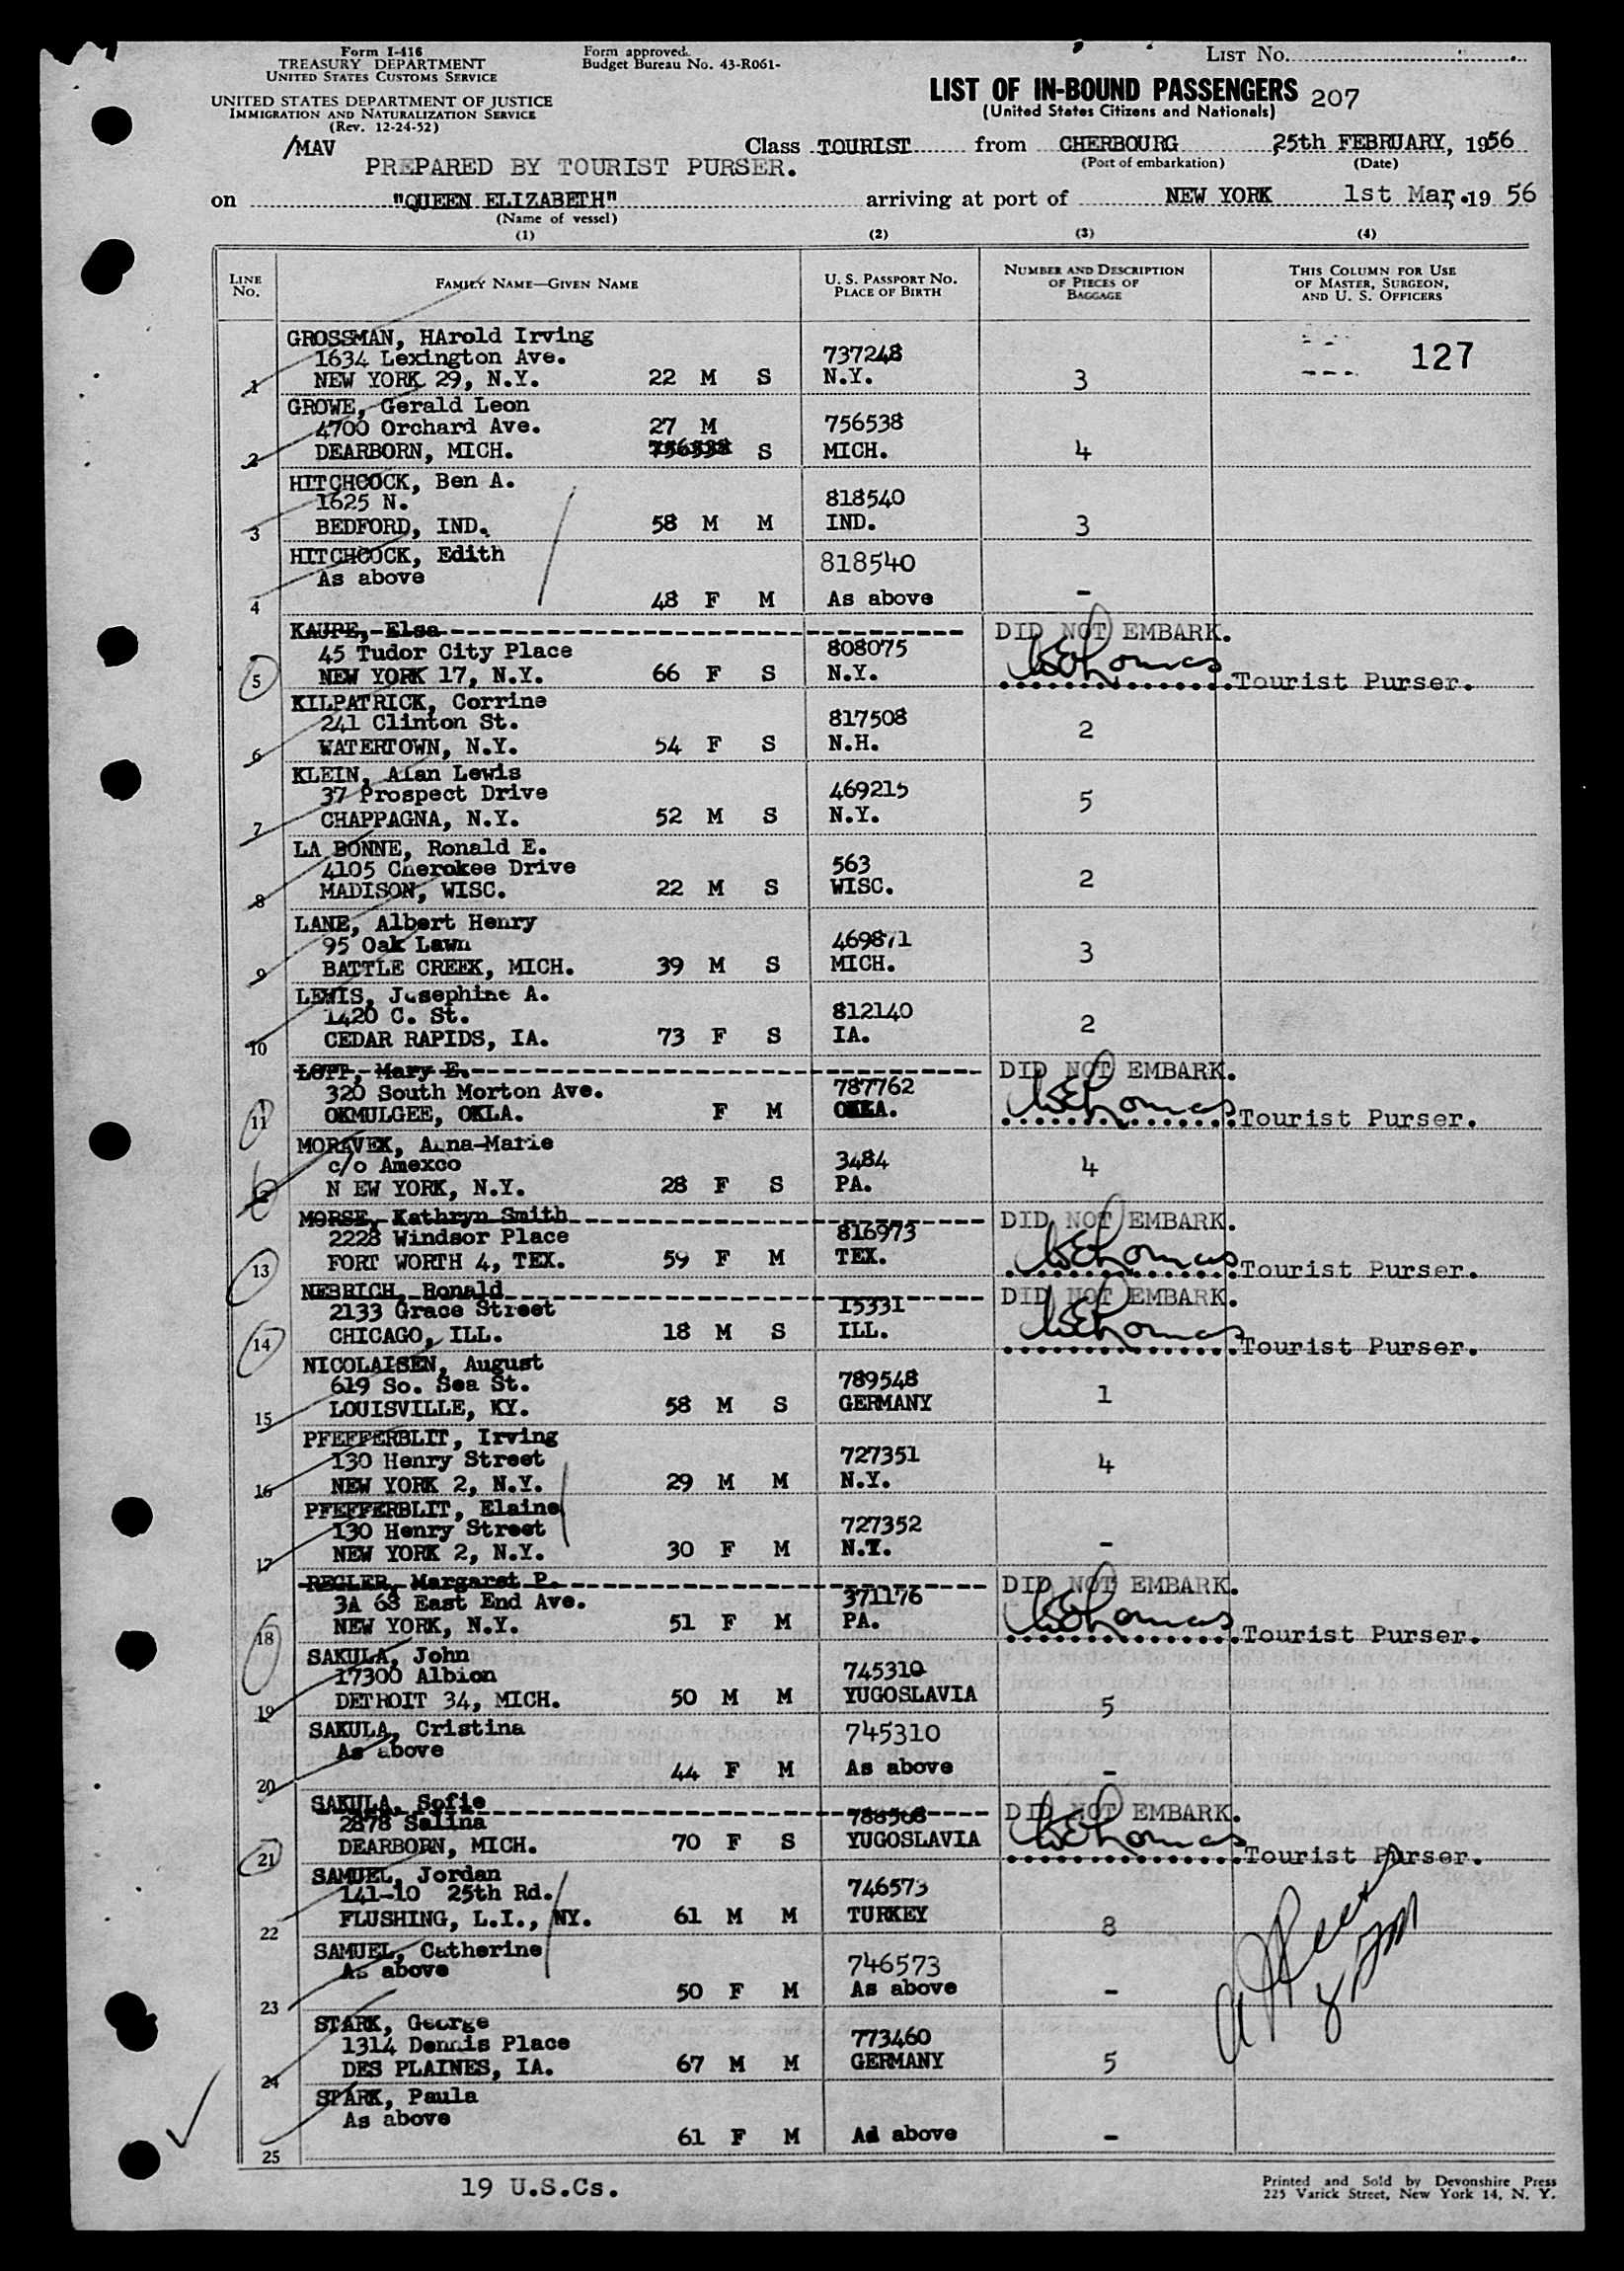 Form I-416
TREASURY DEPARTMENT
UNITED STATES CUSTOMS SERVICE
UNITED STATES DEPARTMENT OF JUSTICE
IMMIGRATION AND NATURALIZATION SERVICE
(Rev. 12-24-52)
Form approved.
Budget Bureau No. 43-R061-
LIST No.
LIST OF IN-BOUND PASSENGERS 207
(United States Citizens and Nationals)
/MAV
Class TOURIST from CHERBOURG 25th FEBRUARY, 1956
(Port of embarkation) (Date)
PREPARED BY TOURIST PURSER.
on "QUEEN ELIZABETH" arriving at port of NEW YORK 1st Mar, 19 56
(Name of vessel)
(1) (2) (3) (4)
LINE NO. FAMILY NAME—GIVEN NAME U. S. PASSPORT NO. PLACE OF BIRTH NUMBER AND DESCRIPTION OF PIECES OF BAGGAGE THIS COLUMN FOR USE OF MASTER, SURGEON, AND U. S. OFFICERS
GROSSMAN, HArold Irving
1634 Lexington Ave. 737248 127
1 NEW YORK 29, N.Y. 22 M S N.Y. 3
GROWE, Gerald Leon
4700 Orchard Ave. 27 M 756538
2 DEARBORN, MICH. 756538 S MICH. 4
HITCHCOCK, Ben A.
1625 N. 818540
3 BEDFORD, IND. 58 M M IND. 3
HITCHCOCK, Edith 818540
As above
4 48 F M As above -
KAUPE, Elsa DID NOT EMBARK.
45 Tudor City Place 808075
5 NEW YORK 17, N.Y. 66 F S N.Y. Tourist Purser.
KILPATRICK, Corrine
241 Clinton St. 817508
6 WATERTOWN, N.Y. 54 F S N.H. 2
KLEIN, Alan Lewis
37 Prospect Drive 469215
7 CHAPPAGNA, N.Y. 52 M S N.Y. 5
LA BONNE, Ronald E.
4105 Cherokee Drive 563
8 MADISON, WISC. 22 M S WISC. 2
LANE, Albert Henry
95 Oak Lawn 469871
9 BATTLE CREEK, MICH. 39 M S MICH. 3
LEWIS, Josephine A.
1420 C. St. 812140
10 CEDAR RAPIDS, IA. 73 F S IA. 2
LOTT, Mary E. DID NOT EMBARK.
320 South Morton Ave. 787762
11 OKMULGEE, OKLA. F M OKLA. Tourist Purser.
MORAVEK, Anna-Marie
c/o Amexco 3484
12 N EW YORK, N.Y. 28 F S PA. 4
MORSE, Kathryn Smith DID NOT EMBARK.
2228 Windsor Place 816973
13 FORT WORTH 4, TEX. 59 F M TEX. Tourist Purser.
NEBRICH, Ronald DID NOT EMBARK.
2133 Grace Street 15331
14 CHICAGO, ILL. 18 M S ILL. Tourist Purser.
NICOLAISEN, August
619 So. Sea St. 789548
15 LOUISVILLE, KY. 58 M S GERMANY 1
PFEFFERBLIT, Irving
130 Henry Street 727351
16 NEW YORK 2, N.Y. 29 M M N.Y. 4
PFEFFERBLIT, Elaine
130 Henry Street 727352
17 NEW YORK 2, N.Y. 30 F M N.Y. -
REGLER, Margaret P. DID NOT EMBARK.
3A 68 East End Ave. 371176
18 NEW YORK, N.Y. 51 F M PA. Tourist Purser.
SAKULA, John
17300 Albion 745310
19 DETROIT 34, MICH. 50 M M YUGOSLAVIA 5
SAKULA, Cristina 745310
As above
20 44 F M As above -
SAKULA, Sofie DID NOT EMBARK.
2878 Salina 788508
21 DEARBORN, MICH. 70 F S YUGOSLAVIA Tourist Purser.
SAMUEL, Jordan
141-10 25th Rd. 746573
22 FLUSHING, L.I., NY. 61 M M TURKEY 8
SAMUEL, Catherine 746573
As above
23 50 F M As above -
STARK, George
1314 Dennis Place 773460
24 DES PLAINES, IA. 67 M M GERMANY 5
STARK, Paula
As above
25 61 F M Ad above -
19 U.S.Cs.
Printed and Sold by Devonshire Press
225 Varick Street, New York 14, N. Y.